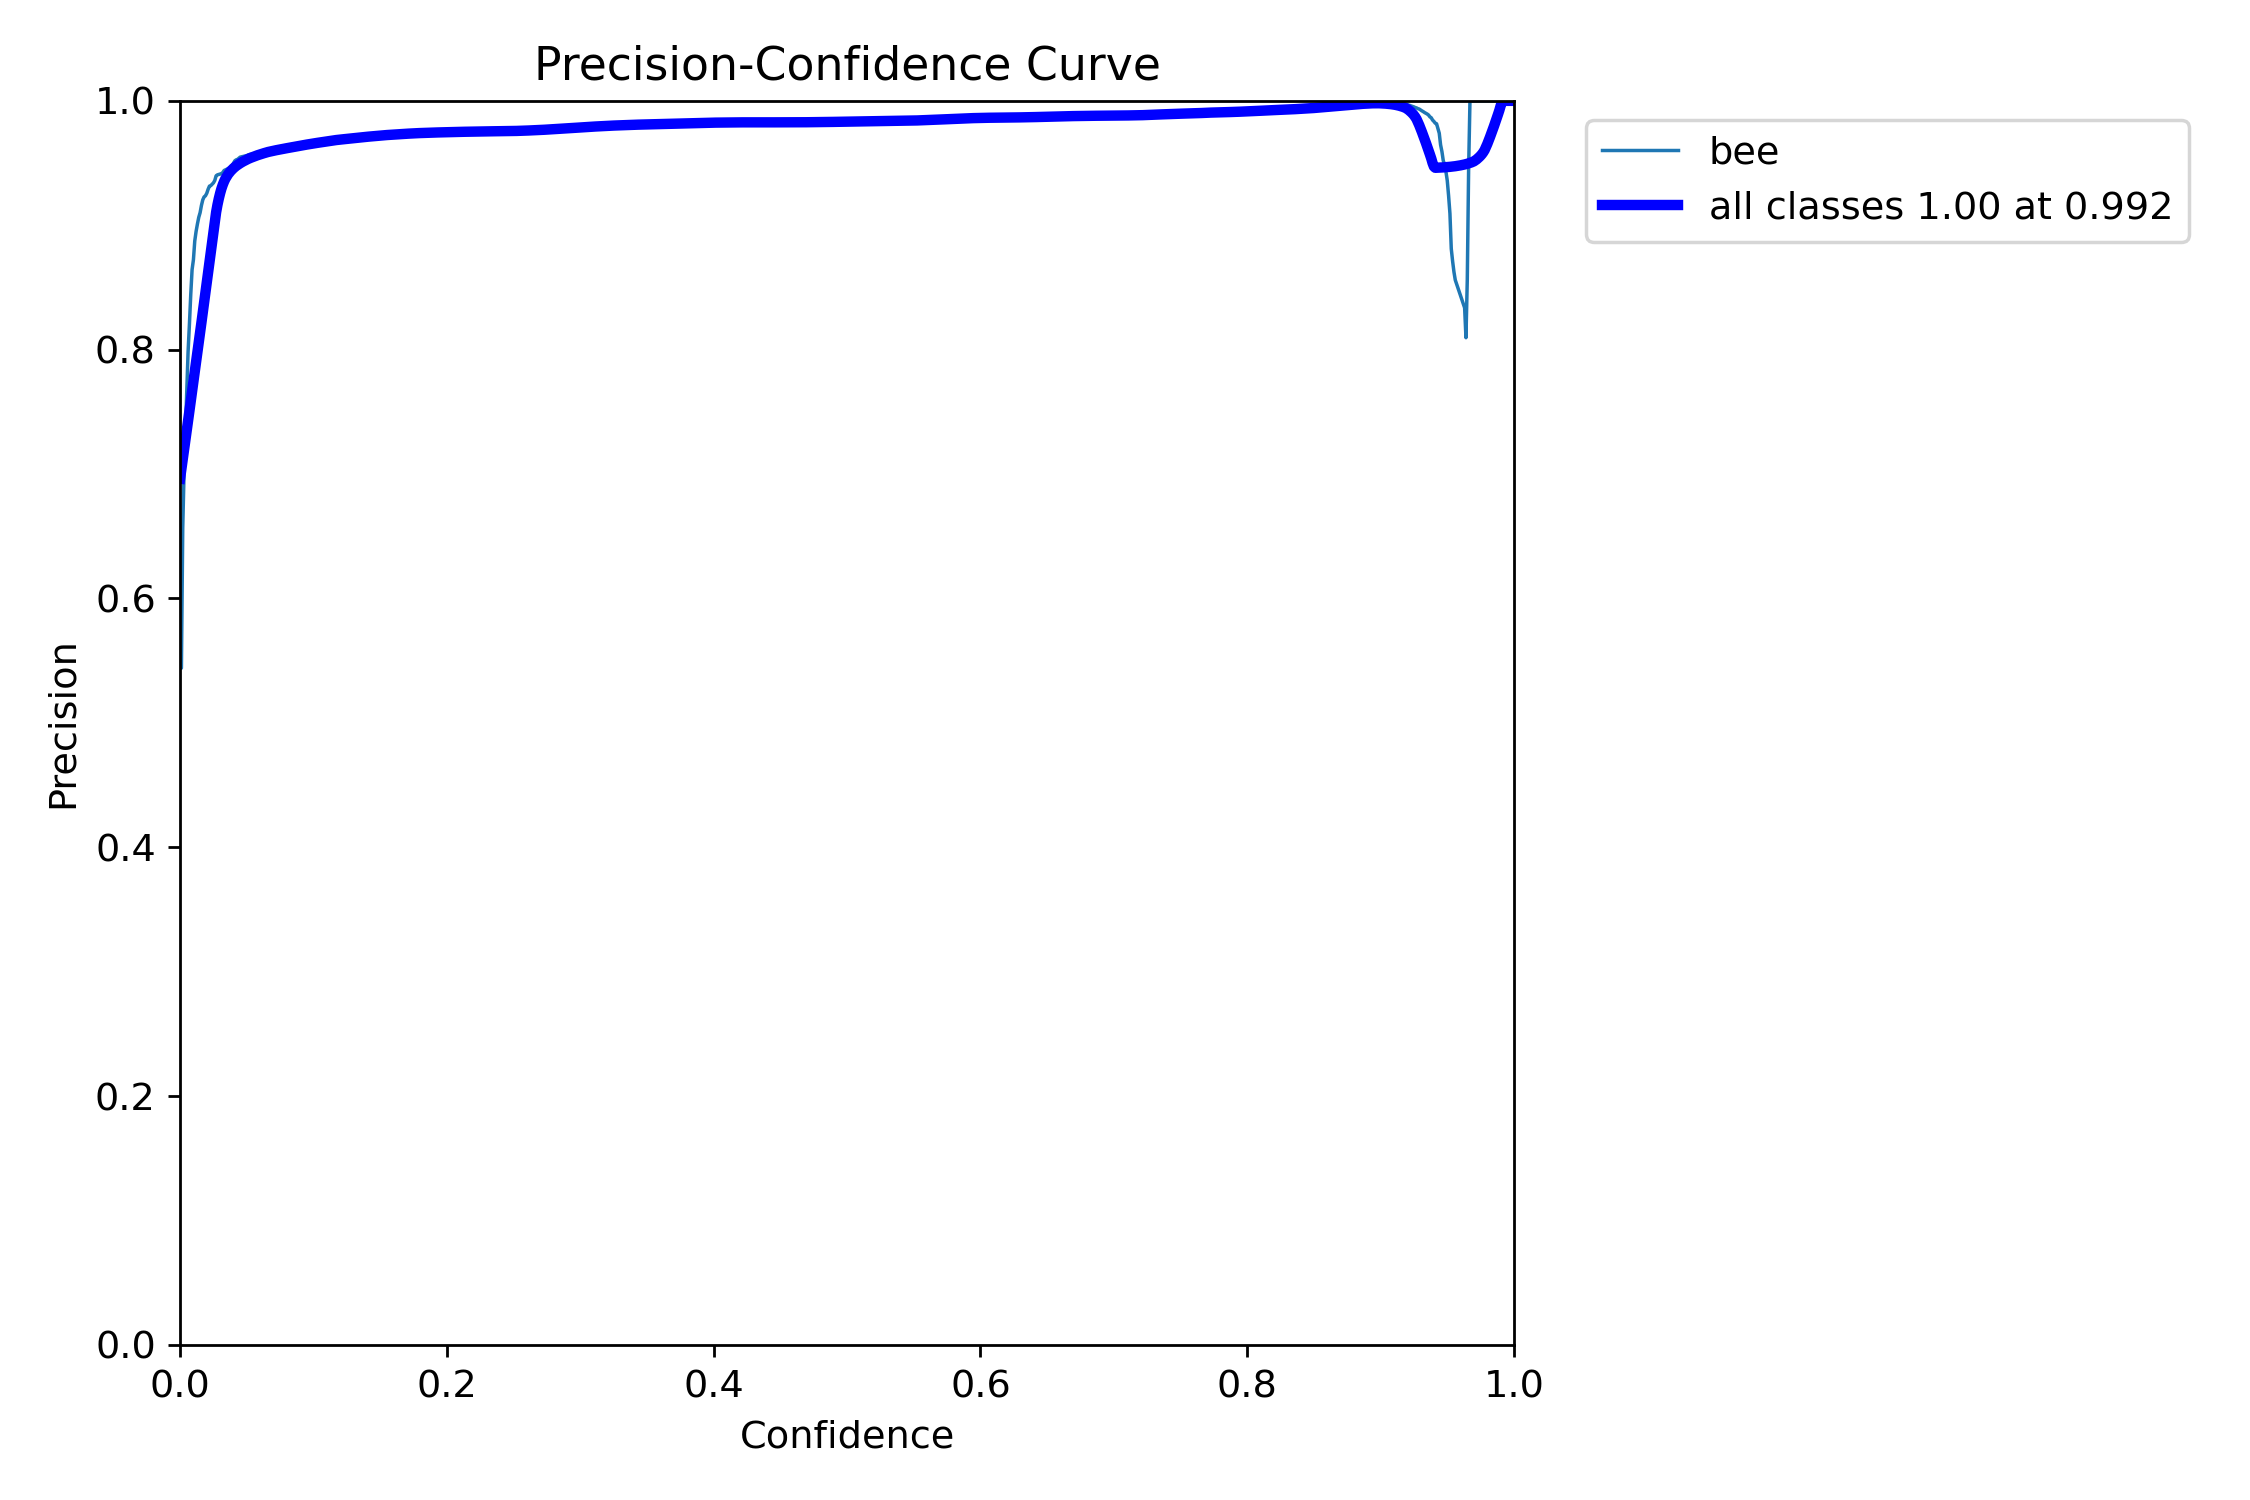 Precision-Confidence Curve
1.0
0.8
0.6
0.4
0.2
0.0
Precision
0.0 0.2 0.4 0.6 0.8 1.0
Confidence
bee
all classes 1.00 at 0.992